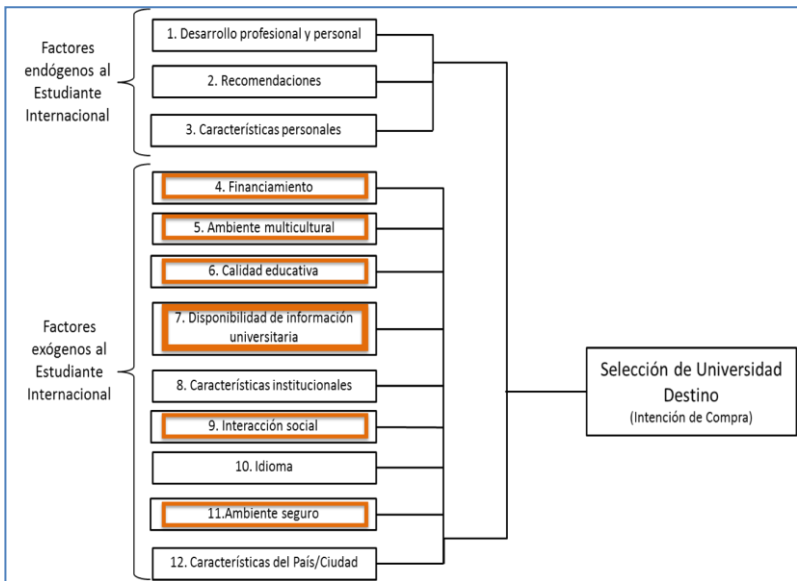 Factores
endógenos al
Estudiante
Internacional
1. Desarrollo profesional y personal
2. Recomendaciones
3. Características personales
Factores
exógenos al
Estudiante
Internacional
4. Financiamiento
5. Ambiente multicultural
6. Calidad educativa
7. Disponibilidad de información
universitaria
8. Características institucionales
9. Interacción social
10. Idioma
11.Ambiente seguro
12. Características del País/Ciudad
Selección de Universidad
Destino
(Intención de Compra)